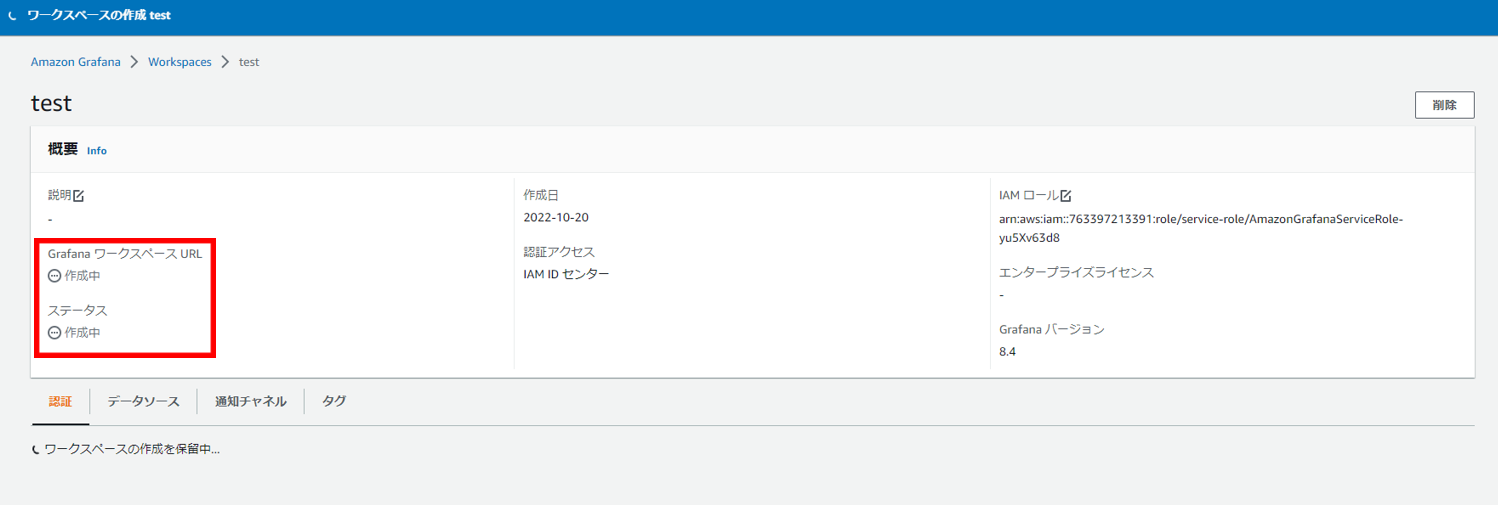 ワークスペースの作成 test
Amazon Grafana > Workspaces > test
test
削除
概要 Info
説明
-
Grafana ワークスペース URL
作成中
ステータス
作成中
作成日
2022-10-20
認証アクセス
IAM ID センター
IAM ロール
arn:aws:iam::763397213391:role/service-role/AmazonGrafanaServiceRole-
yu5Xv63d8
エンタープライズライセンス
-
Grafana バージョン
8.4
認証 データソース 通知チャネル タグ
ワークスペースの作成を保留中...